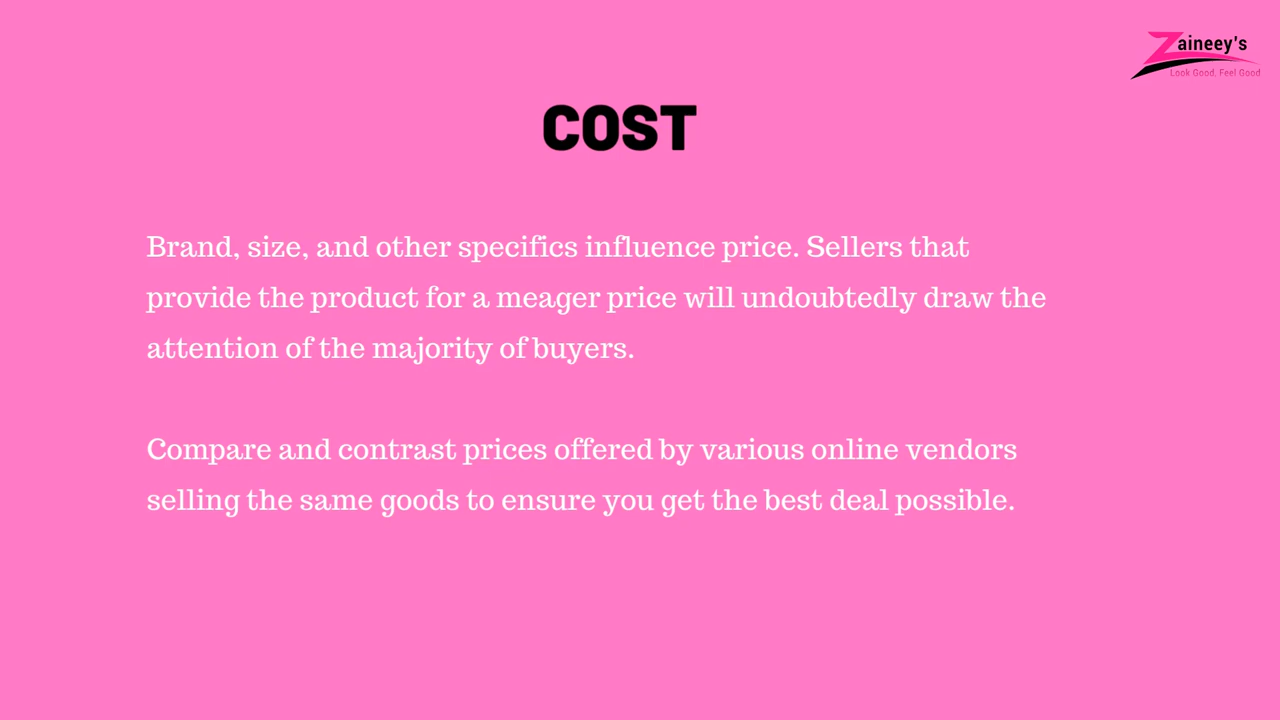 Zaineey's
Look Good, Feel Good
COST
Brand, size, and other specifics influence price. Sellers that
provide the product for a meager price will undoubtedly draw the
attention of the majority of buyers.
Compare and contrast prices offered by various online vendors
selling the same goods to ensure you get the best deal possible.